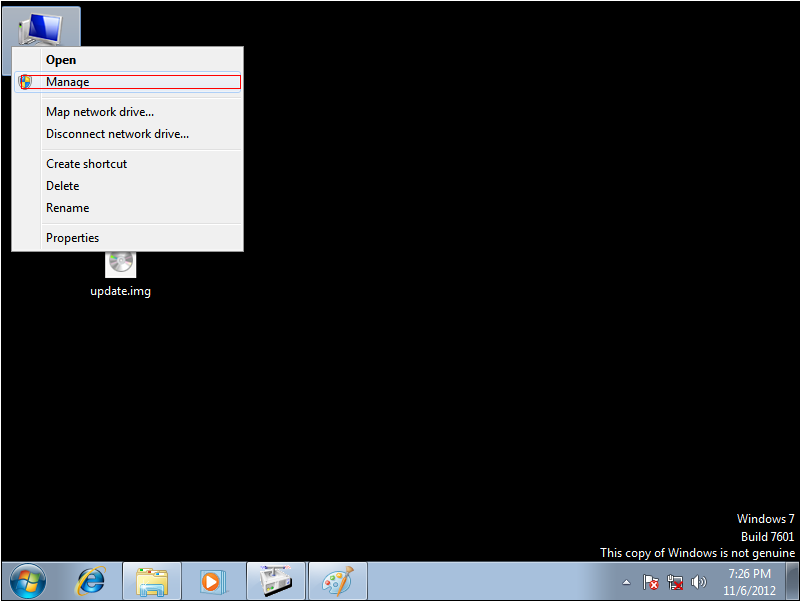 Open
Manage
Map network drive...
Disconnect network drive...
Create shortcut
Delete
Rename
Properties
update.img
Windows 7
Build 7601
This copy of Windows is not genuine
7:26 PM
11/6/2012